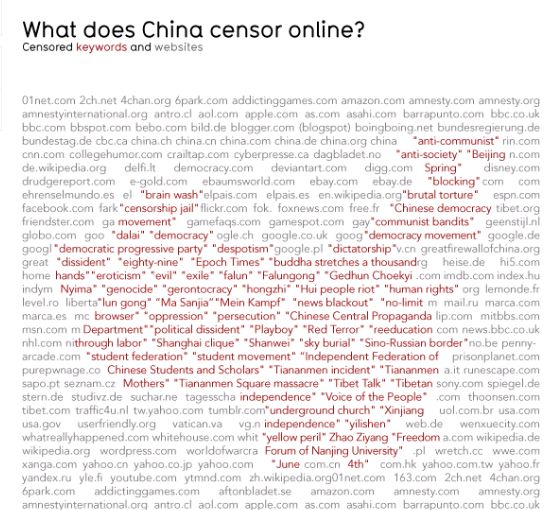 What does China censor online?
Censored keywords and websites
01net.com 2ch.net 4chan.org 6park.com addictinggames.com amazon.com amnesty.com amnesty.org
amnestyinternational.org antro.cl aol.com apple.com as.com asahi.com barrapunto.com bbc.co.uk
bbc.com bbspot.com bebo.com bild.de blogger.com (blogspot) boingboing.net bundesregierung.de
bundestag.de cbc.ca china.ch china.cn china.com china.de china.org china "anti-communist" rin.com
cnn.com collegehumor.com crailtap.com cyberpresse.ca dagbladet.no "anti-society" "Beijing n.com
de.wikipedia.org delfi.lt democracy.com deviantart.com digg.com Spring" disney.com
drudgereport.com e-gold.com ebaumsworld.com ebay.com ebay.de "blocking" com com
ehrenselmundo.es el "brain wash" elpais.com elpais.es en.wikipedia.org "brutal torture" espn.com
facebook.com fark "censorship jail" flickr.com fok. foxnews.com free.fr "Chinese democracy tibet.org
friendster.com ga movement" gamefaqs.com gamespot.com gay "communist bandits" geenstijl.nl
globo.com goo "dalai" "democracy" ogle.ch google.co.uk goog "democracy movement" google.de
googl "democratic progressive party" "despotism" google.pl "dictatorship" v.cn greatfirewallofchina.org
great "dissident" "eighty-nine" "Epoch Times" "buddha stretches a thousand rg heise.de hi5.com
home hands" "eroticism" "evil" "exile" "falun" "Falungong" "Gedhun Choekyi .com imdb.com index.hu
indym Nyima" "genocide" "gerontocracy" "hongzhi" "Hui people riot" "human rights" org lemonde.fr
level.ro liberta "lun gong" "Ma Sanjia" "Mein Kampf" "news blackout" "no-limit m mail.ru marca.com
marca.es mc browser" "oppression" "persecution" "Chinese Central Propaganda lip.com mitbbs.com
msn.com m Department" "political dissident" "Playboy" "Red Terror" "reeducation com news.bbc.co.uk
nhl.com ni through labor" "Shanghai clique" "Shanwei" "sky burial" "Sino-Russian border" no.be penny-
arcade.com "student federation" "student movement" "Independent Federation of prisonplanet.com
purepwnage.co Chinese Students and Scholars" "Tiananmen incident" "Tiananmen a.it runescape.com
sapo.pt seznam.cz Mothers" "Tiananmen Square massacre" "Tibet Talk" "Tibetan sony.com spiegel.de
stern.de studivz.de suchar.ne tagesscha independence" "Voice of the People" .com thoonsen.com
tibet.com traffic4u.nl tw.yahoo.com tumblr.com "underground church" "Xinjiang uol.com.br usa.com
usa.gov userfriendly.org vatican.va vg.n independence" "yilishen" web.de wenxuecity.com
whatreallyhappened.com whitehouse.com whit "yellow peril" Zhao Ziyang "Freedom a.com wikipedia.de
wikipedia.org wordpress.com worldofwarcra Forum of Nanjing University" .pl wretch.cc wwe.com
xanga.com yahoo.cn yahoo.co.jp yahoo.com "June com.cn 4th" com.hk yahoo.com.tw yahoo.fr
yandex.ru yle.fi youtube.com ytmnd.com zh.wikipedia.org01net.com 163.com 2ch.net 4chan.org
6park.com addictinggames.com aftonbladet.se amazon.com amnesty.com amnesty.org
amnestyinternational.org antro.cl aol.com apple.com as.com asahi.com barrapunto.com bbc.co.uk